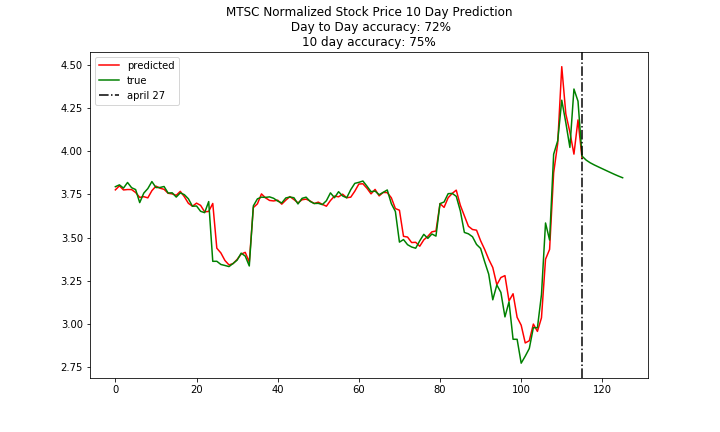 MTSC Normalized Stock Price 10 Day Prediction
Day to Day accuracy: 72%
10 day accuracy: 75%
predicted
true
april 27
4.50
4.25
4.00
3.75
3.50
3.25
3.00
2.75
0 20 40 60 80 100 120